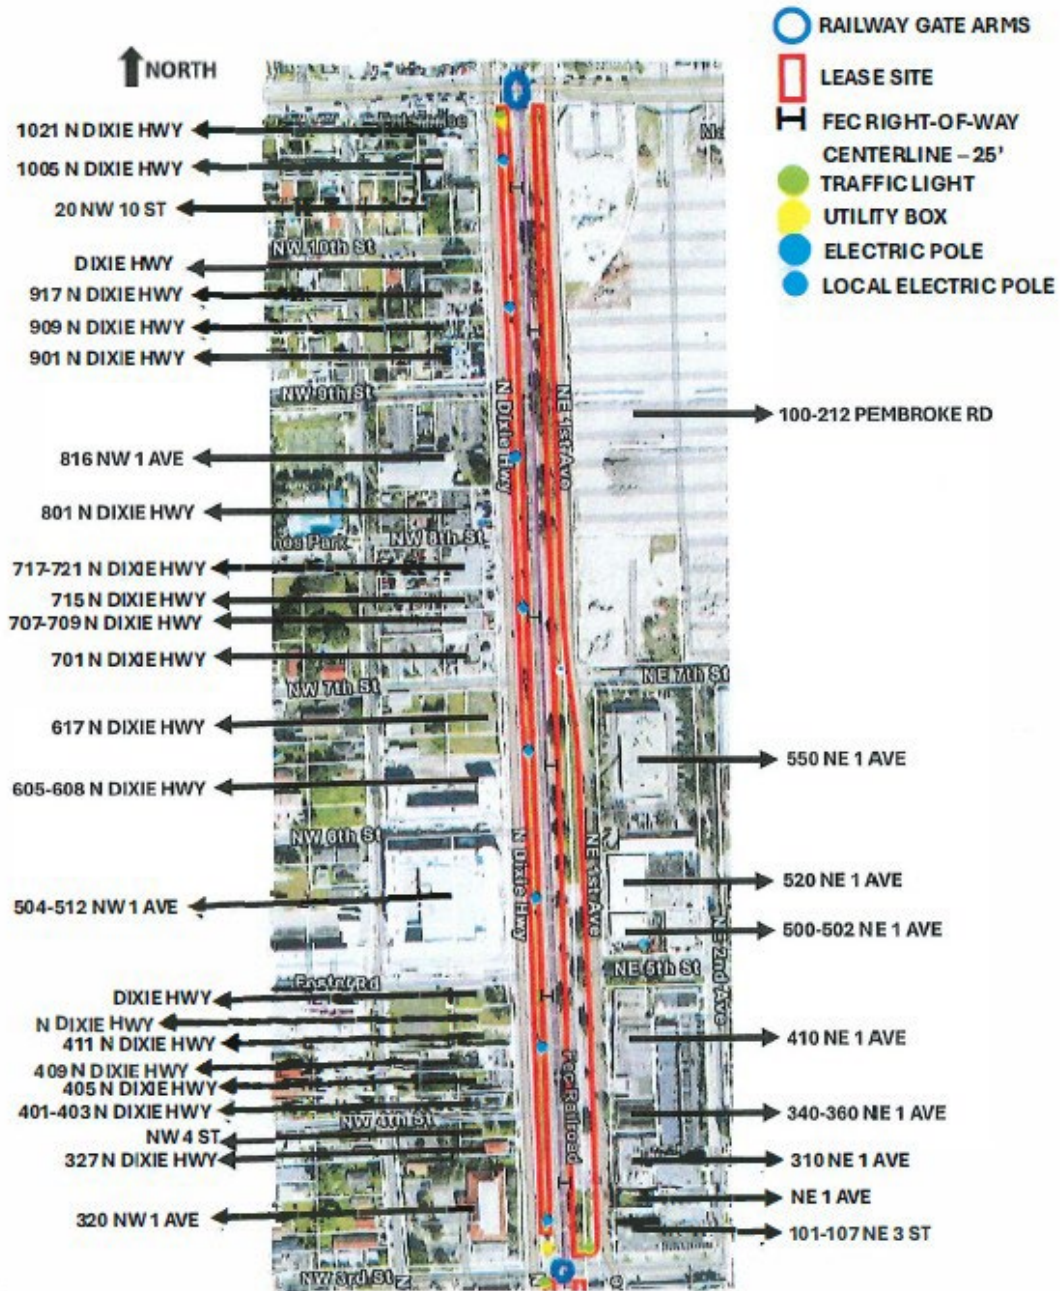 RAILWAY GATE ARMS
LEASE SITE
FEC RIGHT-OF-WAY
CENTERLINE – 25'
TRAFFIC LIGHT
UTILITY BOX
ELECTRIC POLE
LOCAL ELECTRIC POLE
NORTH
1021 N DIXIE HWY
1005 N DIXIE HWY
20 NW 10 ST
DIXIE HWY
917 N DIXIE HWY
909 N DIXIE HWY
901 N DIXIE HWY
816 NW 1 AVE
801 N DIXIE HWY
717-721 N DIXIE HWY
715 N DIXIE HWY
707-709 N DIXIE HWY
701 N DIXIE HWY
617 N DIXIE HWY
605-608 N DIXIE HWY
504-512 NW 1 AVE
DIXIE HWY
N DIXIE HWY
411 N DIXIE HWY
409 N DIXIE HWY
405 N DIXIE HWY
401-403 N DIXIE HWY
NW 4 ST
327 N DIXIE HWY
320 NW 1 AVE
NW 10th St
NW 9th St
N Dixie Hwy
NE 1st Ave
NW 8th St
Park
NW 7th St
NE 7th St
NW 6th St
N Dixie Hwy
NE 1st Ave
NE 5th St
NE 2nd Ave
Foster Rd
NW 4th St
Fec Railroad
NW 3rd St
N
100-212 PEMBROKE RD
550 NE 1 AVE
520 NE 1 AVE
500-502 NE 1 AVE
410 NE 1 AVE
340-360 NE 1 AVE
310 NE 1 AVE
NE 1 AVE
101-107 NE 3 ST